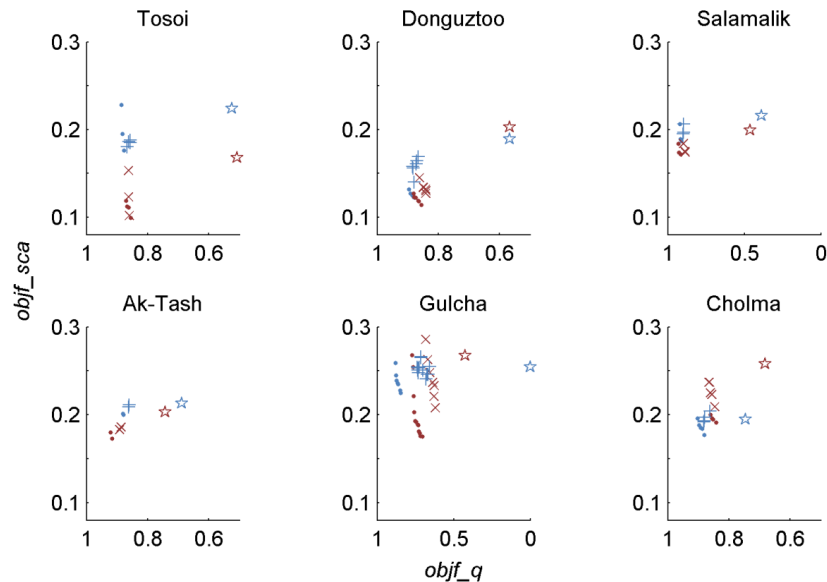 Tosoi Donguztoo Salamalik
0.3 0.3 0.3
0.2 0.2 0.2
0.1 0.1 0.1
1 0.8 0.6 1 0.8 0.6 1 0.5 0
objf_sca
Ak-Tash Gulcha Cholma
0.3 0.3 0.3
0.2 0.2 0.2
0.1 0.1 0.1
1 0.8 0.6 1 0.5 0 1 0.8 0.6
objf_q